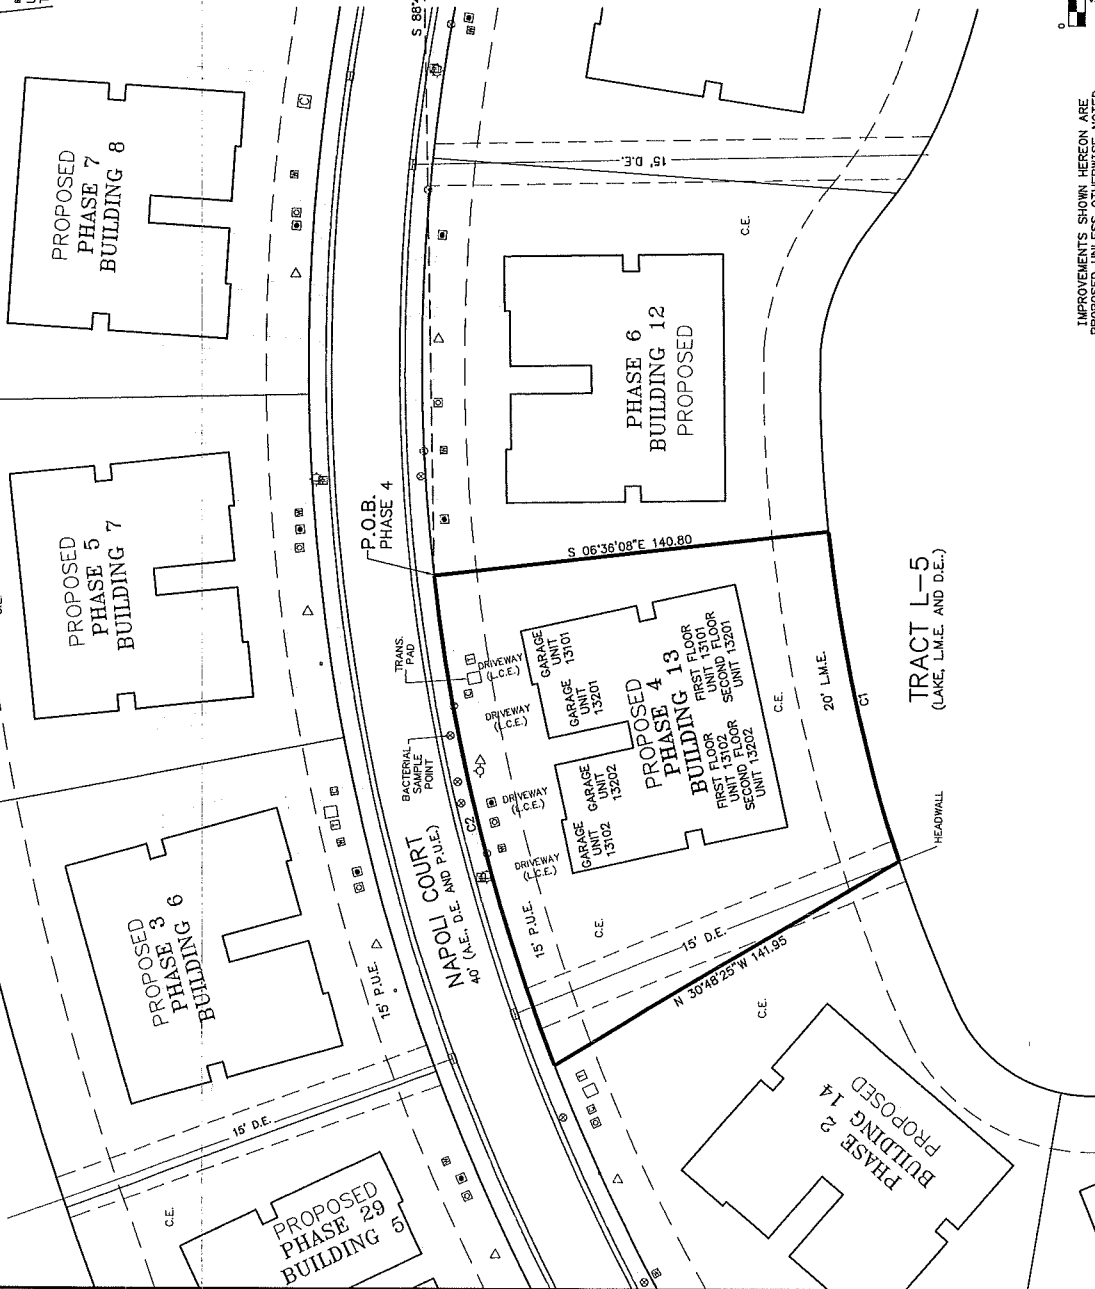 S 88°
0
IMPROVEMENTS SHOWN HEREON ARE
PROPOSED UNLESS OTHERWISE NOTED
PROPOSED
PHASE 7
BUILDING 8
C
15' D.E.
C.E.
PHASE 6
BUILDING 12
PROPOSED
PROPOSED
PHASE 5
BUILDING 7
P.O.B.
PHASE 4
S 06°36'08"E 140.80
TRANS.
PAD
BACTERIAL
SAMPLE
POINT
DRIVEWAY
(L.C.E.)
DRIVEWAY
(L.C.E.)
DRIVEWAY
(L.C.E.)
DRIVEWAY
(L.C.E.)
GARAGE
UNIT
13101
GARAGE
UNIT
13201
GARAGE
UNIT
13202
GARAGE
UNIT
13102
PROPOSED
PHASE 4
BUILDING 13
FIRST FLOOR
UNIT 13101
SECOND FLOOR
UNIT 13201
FIRST FLOOR
UNIT 13102
SECOND FLOOR
UNIT 13202
C.E.
20' L.M.E.
C1
TRACT L-5
(LAKE, L.M.E. AND D.E.)
HEADWALL
C2
NAPOLI COURT
40' (A.E., D.E. AND P.U.E.)
15' P.U.E.
C.E.
15' D.E.
N 30°48'25"W 141.95
C.E.
PROPOSED
PHASE 3
BUILDING 6
15' P.U.E.
15' D.E.
C.E.
PROPOSED
PHASE 29
BUILDING 5
PHASE 2
BUILDING 14
PROPOSED